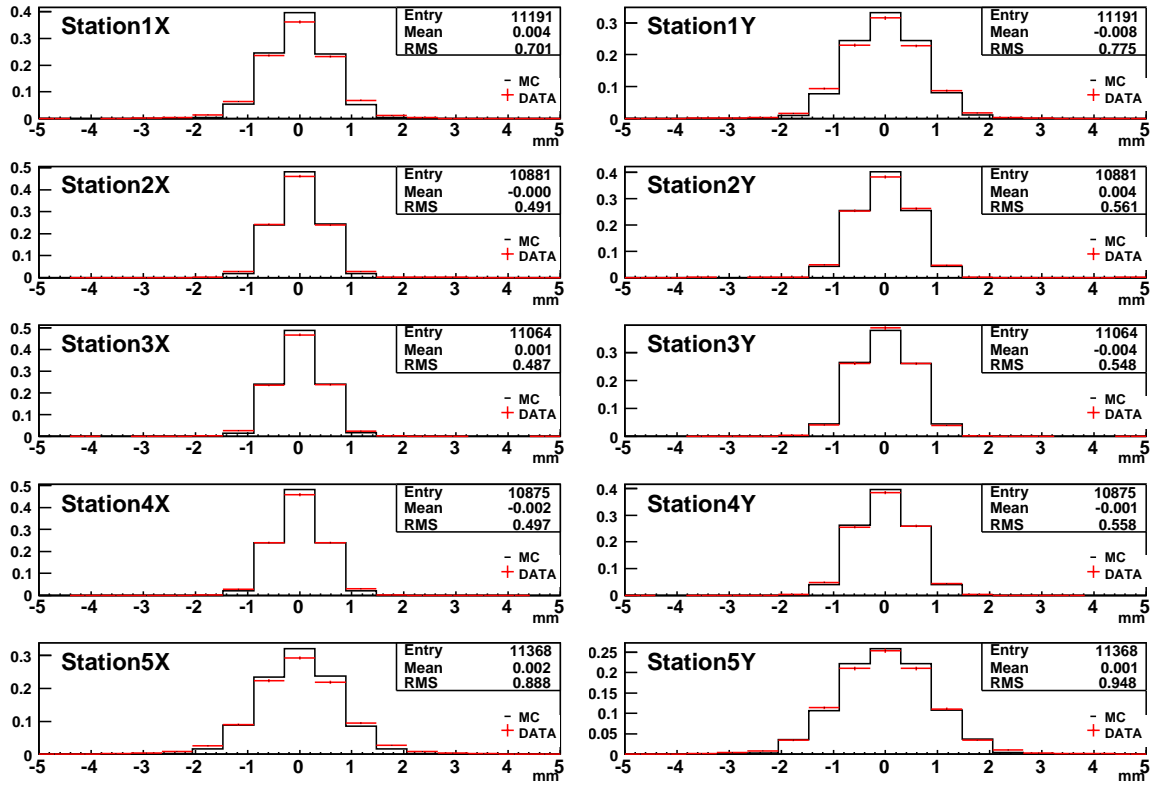 Station1X
Entry 11191
Mean 0.004
RMS 0.701
MC
DATA
0.4
0.3
0.2
0.1
0
-5 -4 -3 -2 -1 0 1 2 3 4 5
mm
Station1Y
Entry 11191
Mean -0.008
RMS 0.775
MC
DATA
0.3
0.2
0.1
0
-5 -4 -3 -2 -1 0 1 2 3 4 5
mm
Station2X
Entry 10881
Mean -0.000
RMS 0.491
MC
DATA
0.5
0.4
0.3
0.2
0.1
0
-5 -4 -3 -2 -1 0 1 2 3 4 5
mm
Station2Y
Entry 10881
Mean 0.004
RMS 0.561
MC
DATA
0.4
0.3
0.2
0.1
0
-5 -4 -3 -2 -1 0 1 2 3 4 5
mm
Station3X
Entry 11064
Mean 0.001
RMS 0.487
MC
DATA
0.5
0.4
0.3
0.2
0.1
0
-5 -4 -3 -2 -1 0 1 2 3 4 5
mm
Station3Y
Entry 11064
Mean -0.004
RMS 0.548
MC
DATA
0.3
0.2
0.1
0
-5 -4 -3 -2 -1 0 1 2 3 4 5
mm
Station4X
Entry 10875
Mean -0.002
RMS 0.497
MC
DATA
0.5
0.4
0.3
0.2
0.1
0
-5 -4 -3 -2 -1 0 1 2 3 4 5
mm
Station4Y
Entry 10875
Mean -0.001
RMS 0.558
MC
DATA
0.4
0.3
0.2
0.1
0
-5 -4 -3 -2 -1 0 1 2 3 4 5
mm
Station5X
Entry 11368
Mean 0.002
RMS 0.888
MC
DATA
0.3
0.2
0.1
0
-5 -4 -3 -2 -1 0 1 2 3 4 5
mm
Station5Y
Entry 11368
Mean 0.001
RMS 0.948
MC
DATA
0.25
0.2
0.15
0.1
0.05
0
-5 -4 -3 -2 -1 0 1 2 3 4 5
mm